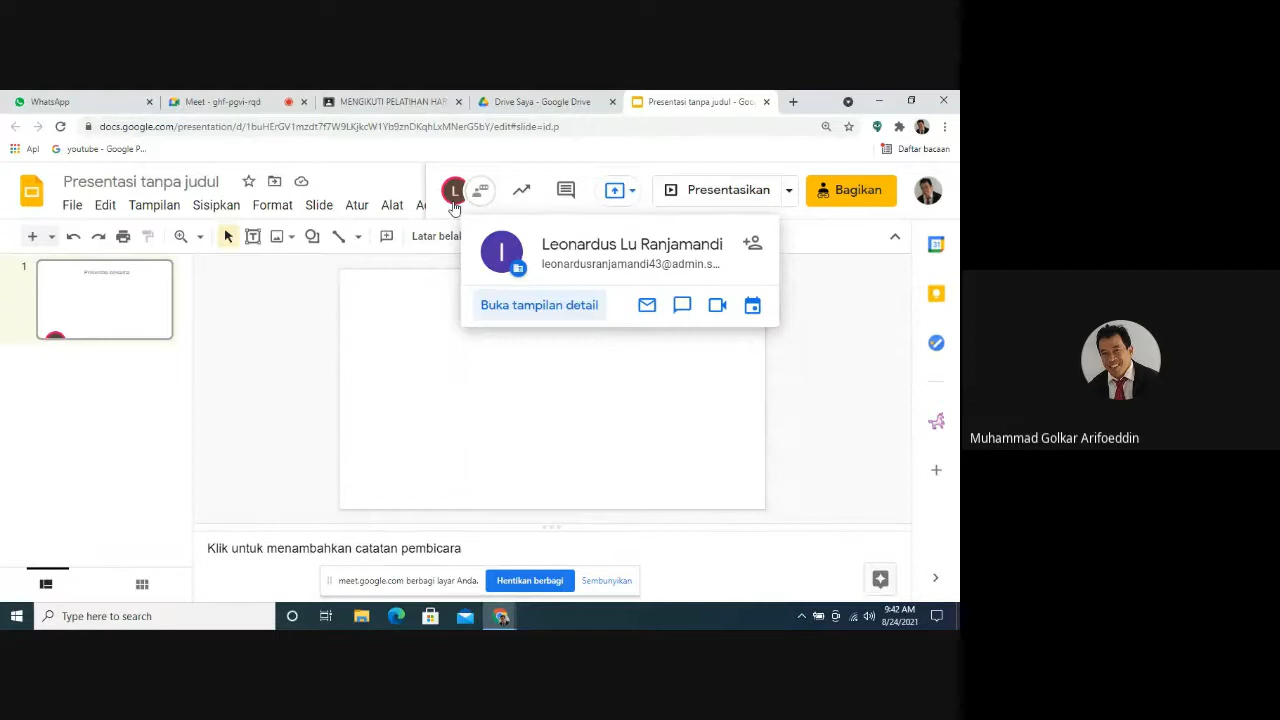 WhatsApp
Meet - ghf-pgvi-rqd
MENGIKUTI PELATIHAN HAR
Drive Saya - Google Drive
Presentasi tanpa judul - Goo
docs.google.com/presentation/d/1buHErGV1mzdt7f7W9LKjkcW1Yb9znDKqhLxMNerG5bY/edit#slide=id.p
Apl
youtube - Google P...
Daftar bacaan
Presentasi tanpa judul
L
Presentasikan
Bagikan
File Edit Tampilan Sisipkan Format Slide Atur Alat A
Latar belal
I
Leonardus Lu Ranjamandi
leonardusranjamandi43@admin.s...
Buka tampilan detail
1
31
Muhammad Golkar Arifoeddin
Klik untuk menambahkan catatan pembicara
meet.google.com berbagi layar Anda.
Hentikan berbagi
Sembunyikan
Type here to search
9:42 AM
8/24/2021